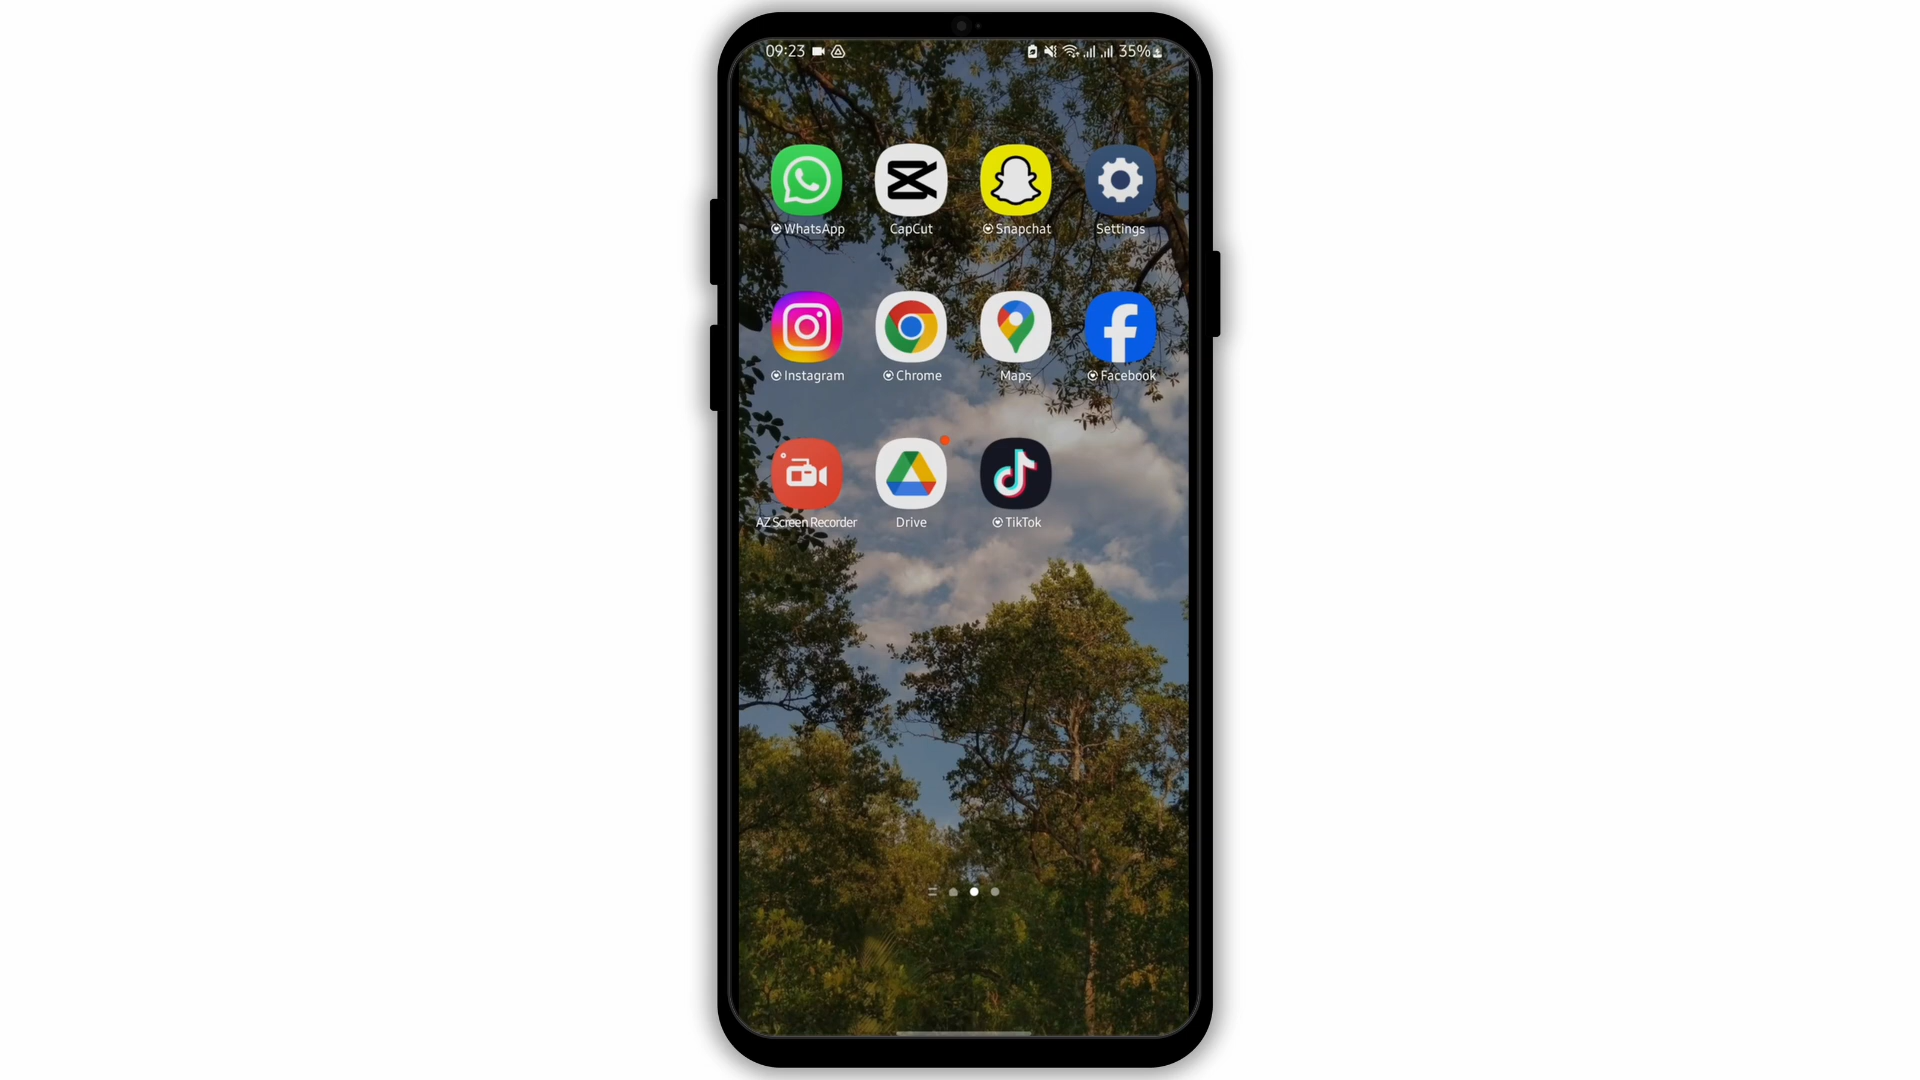 09:23 35%
WhatsApp CapCut Snapchat Settings
Instagram Chrome Maps Facebook
AZ Screen Recorder Drive TikTok